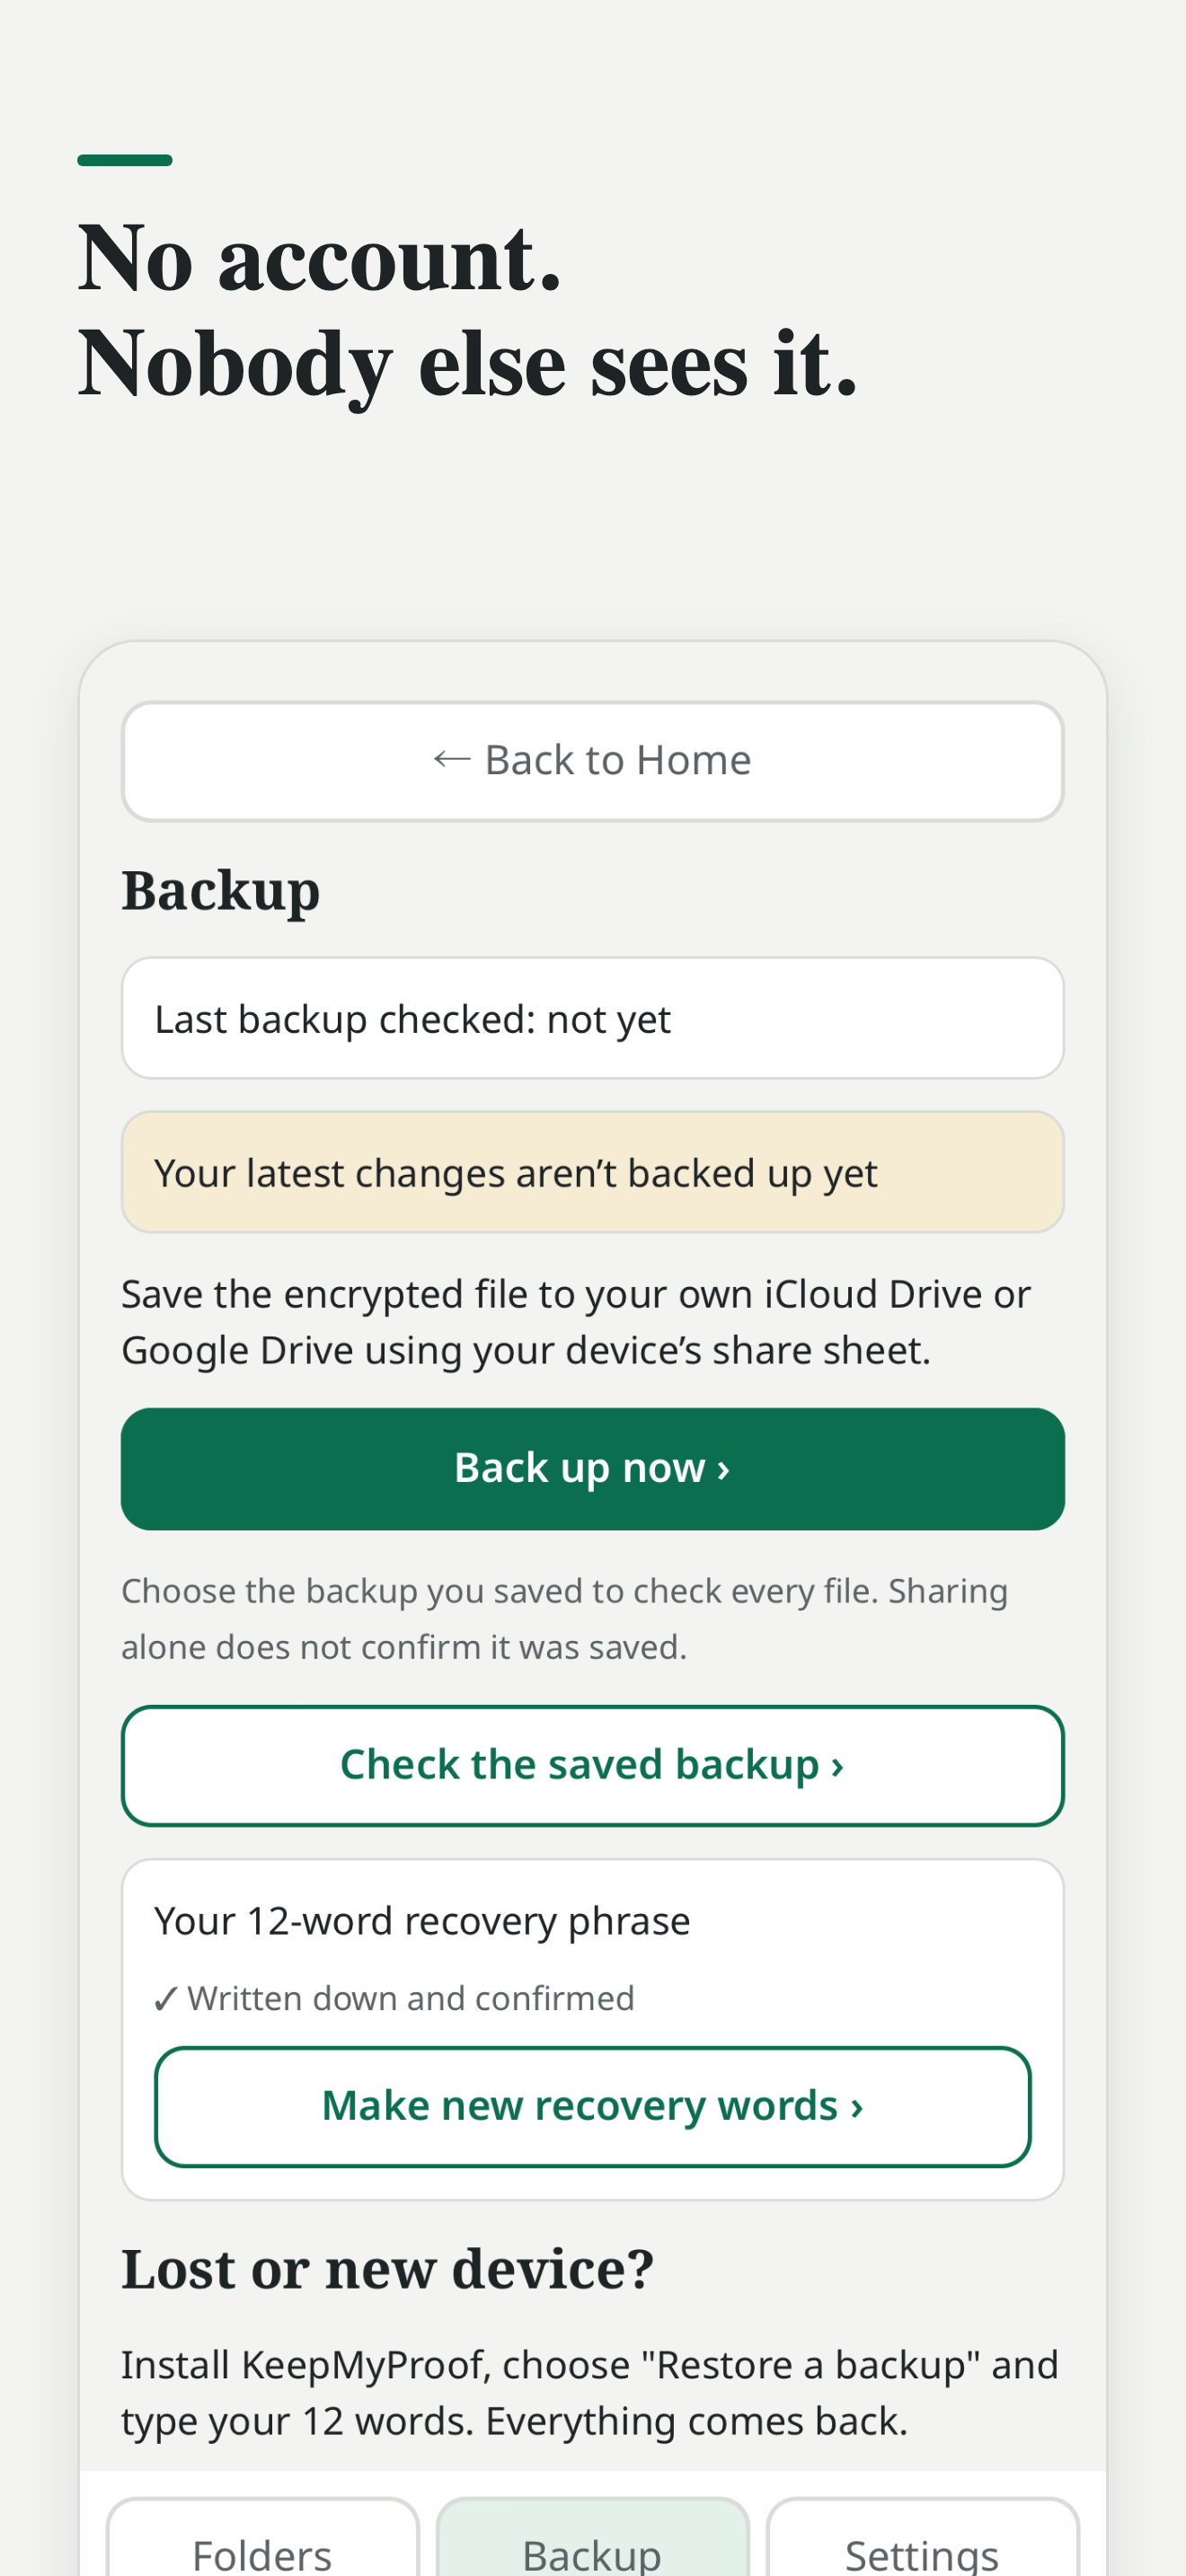 No account.
Nobody else sees it.
← Back to Home
Backup
Last backup checked: not yet
Your latest changes aren’t backed up yet
Save the encrypted file to your own iCloud Drive or
Google Drive using your device’s share sheet.
Back up now ›
Choose the backup you saved to check every file. Sharing
alone does not confirm it was saved.
Check the saved backup ›
Your 12-word recovery phrase
✓ Written down and confirmed
Make new recovery words ›
Lost or new device?
Install KeepMyProof, choose "Restore a backup" and
type your 12 words. Everything comes back.
Folders
Backup
Settings